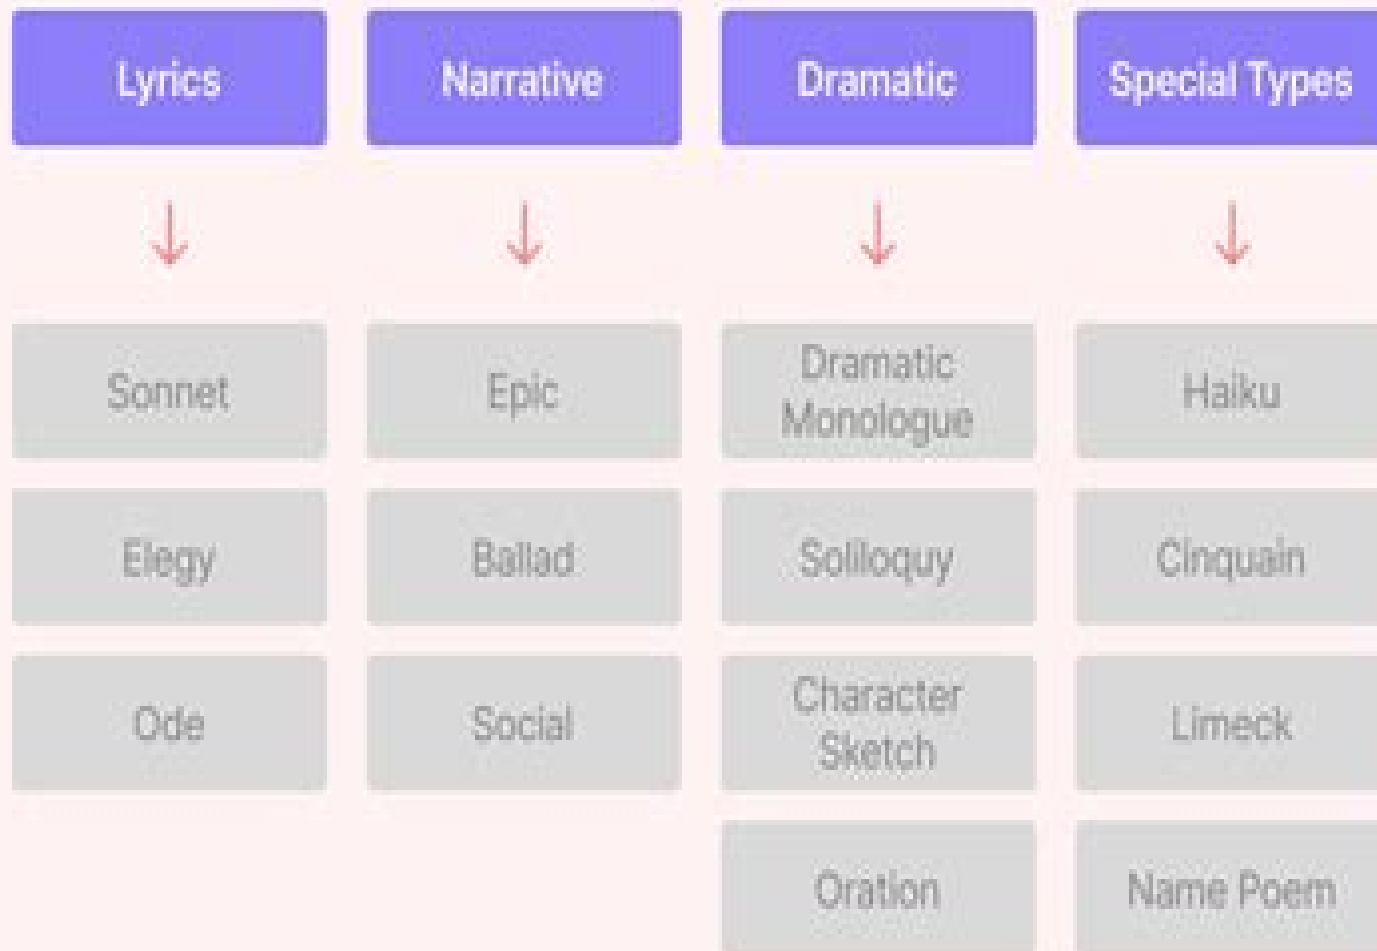 Lyrics
Narrative
Dramatic
Special Types
Sonnet
Epic
Dramatic
Monologue
Haiku
Elegy
Ballad
Soliloquy
Cinquain
Ode
Social
Character
Sketch
Limeck
Oration
Name Poem